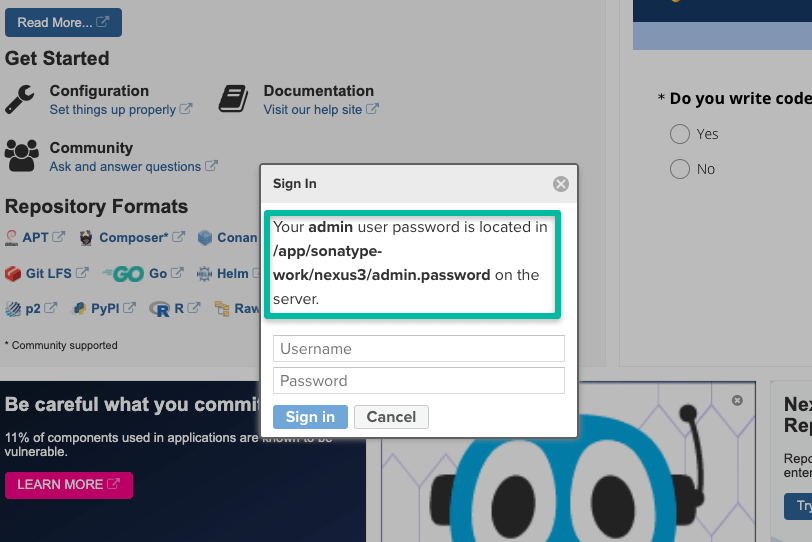 Read More...
Get Started
Configuration
Set things up properly
Documentation
Visit our help site
Community
Ask and answer questions
Repository Formats
APT
Composer*
Conan
Git LFS
GO Go
Helm
p2
PyPI
R R
Raw
* Community supported
* Do you write code
Yes
No
Sign In
Your admin user password is located in
/app/sonatype-
work/nexus3/admin.password on the
server.
Username
Password
Sign in
Cancel
Be careful what you commit
11% of components used in applications are known to be
vulnerable.
LEARN MORE
Nex
Rep
Repo
enter
Try